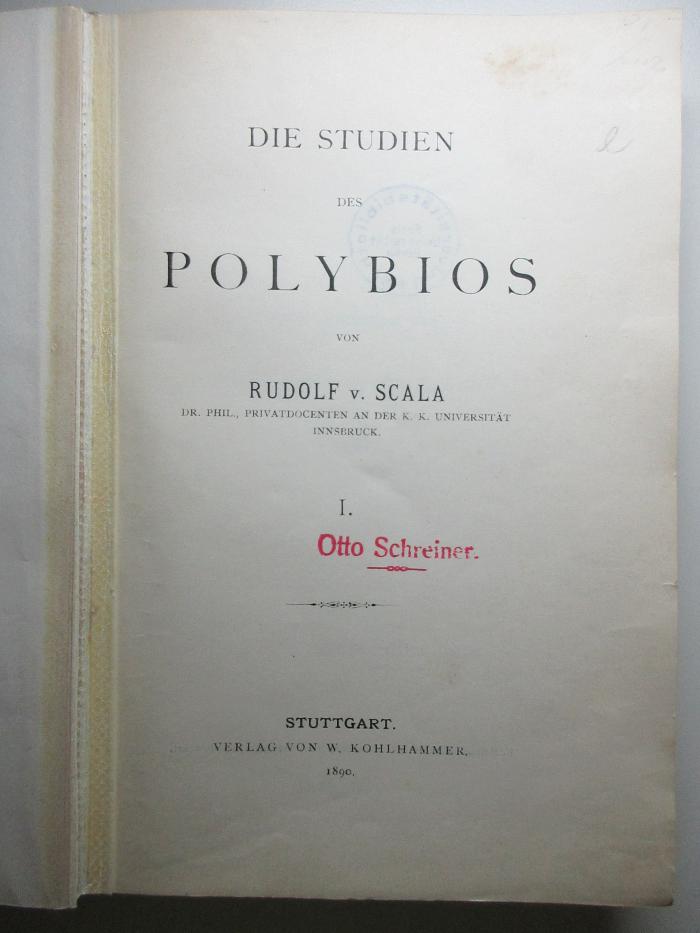 DIE STUDIEN
DES
POLYBIOS
VON
RUDOLF v. SCALA
DR. PHIL., PRIVATDOCENTEN AN DER K. K. UNIVERSITÄT
INNSBRUCK.
I.
Otto Schreiner.
STUTTGART.
VERLAG VON W. KOHLHAMMER.
1890.